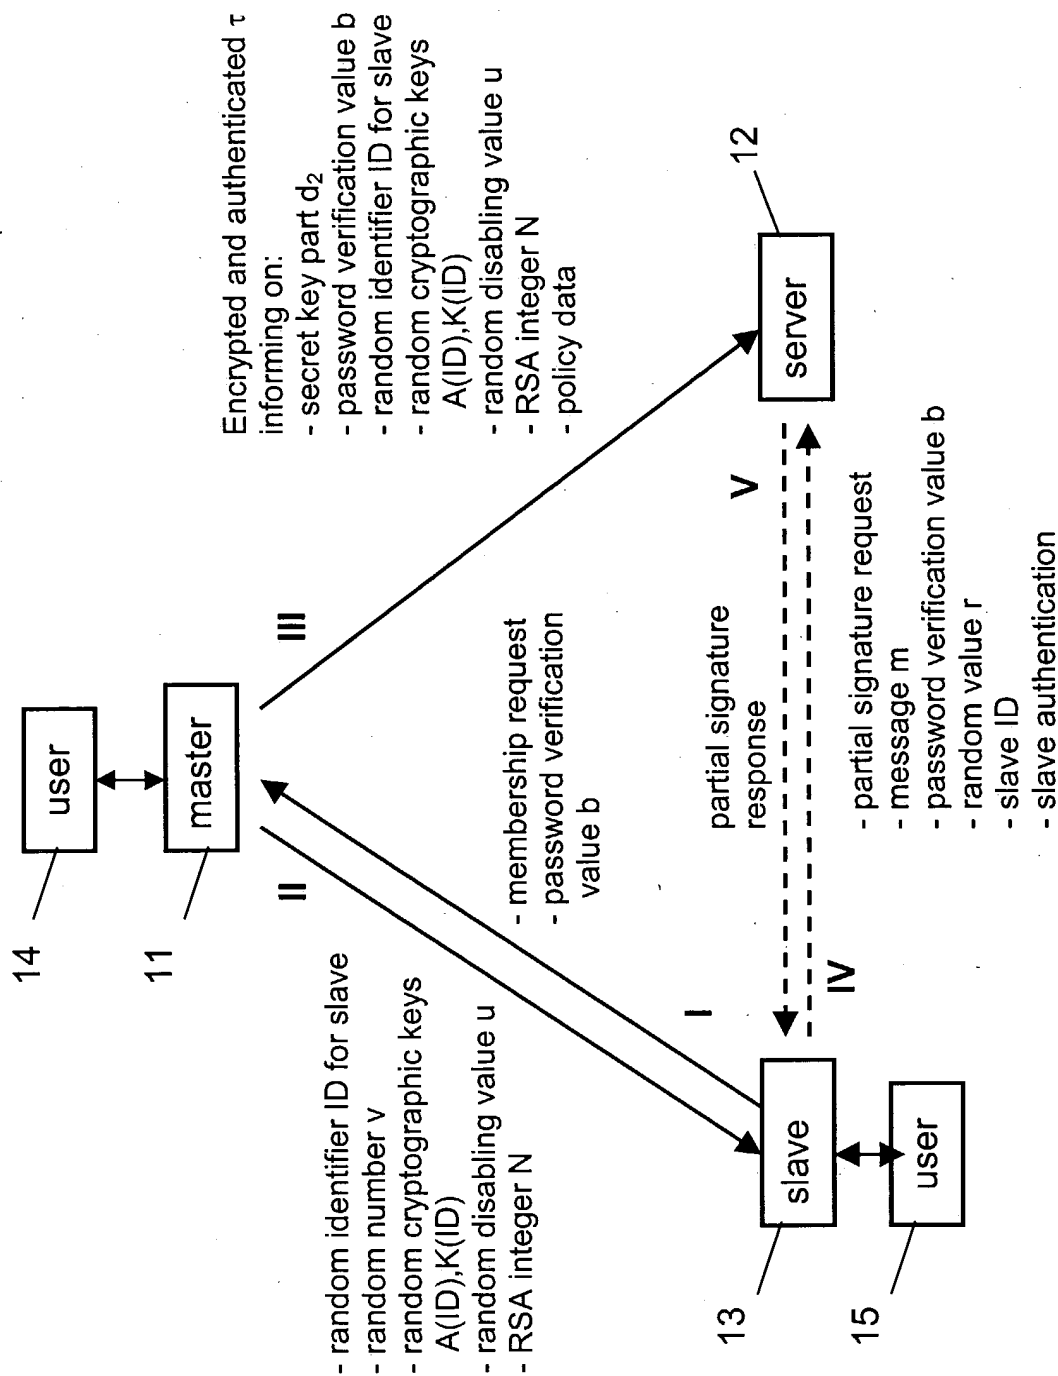 14
user
11
master
II
III
- random identifier ID for slave
- random number v
- random cryptographic keys
A(ID),K(ID)
- random disabling value u
- RSA integer N
Encrypted and authenticated τ
informing on:
- secret key part d₂
- password verification value b
- random identifier ID for slave
- random cryptographic keys
A(ID),K(ID)
- random disabling value u
- RSA integer N
- policy data
- membership request
- password verification
value b
I
partial signature
response
V
IV
13
slave
15
user
12
server
- partial signature request
- message m
- password verification value b
- random value r
- slave ID
- slave authentication